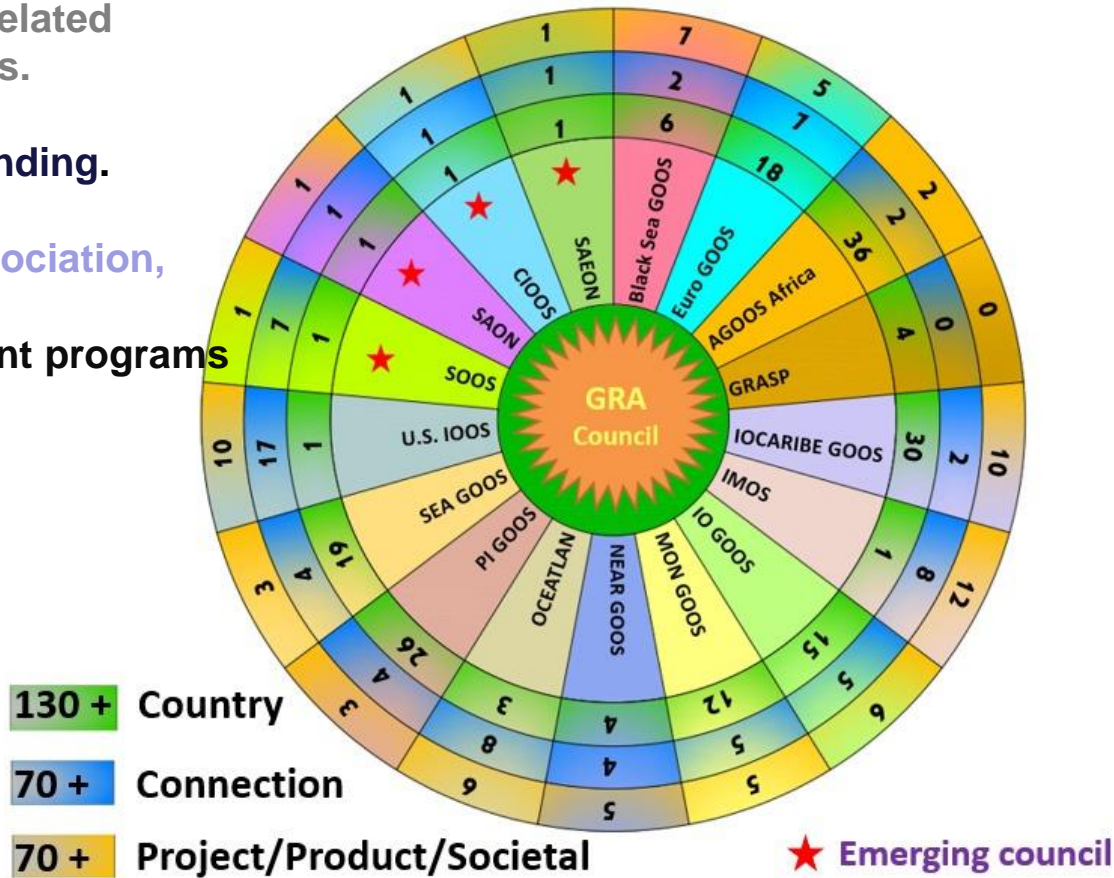 elated
s.
nding.
ociation,
nt programs
1
7
5
2
0
10
12
9
5
5
9
3
3
10
1
1
1
1
2
7
2
0
2
8
5
5
4
8
4
4
17
7
1
1
1
6
18
36
4
30
1
15
12
4
3
26
19
1
1
1
1
Black Sea GOOS
Euro GOOS
AGOOS Africa
GRASP
IOCARIBE GOOS
IMOS
IO GOOS
MON GOOS
NEAR GOOS
OCEATLAN
PI GOOS
SEA GOOS
U.S. IOOS
SOOS
SAON
CIOOS
SAEON
GRA
Council
130 + Country
70 + Connection
70 + Project/Product/Societal
Emerging council